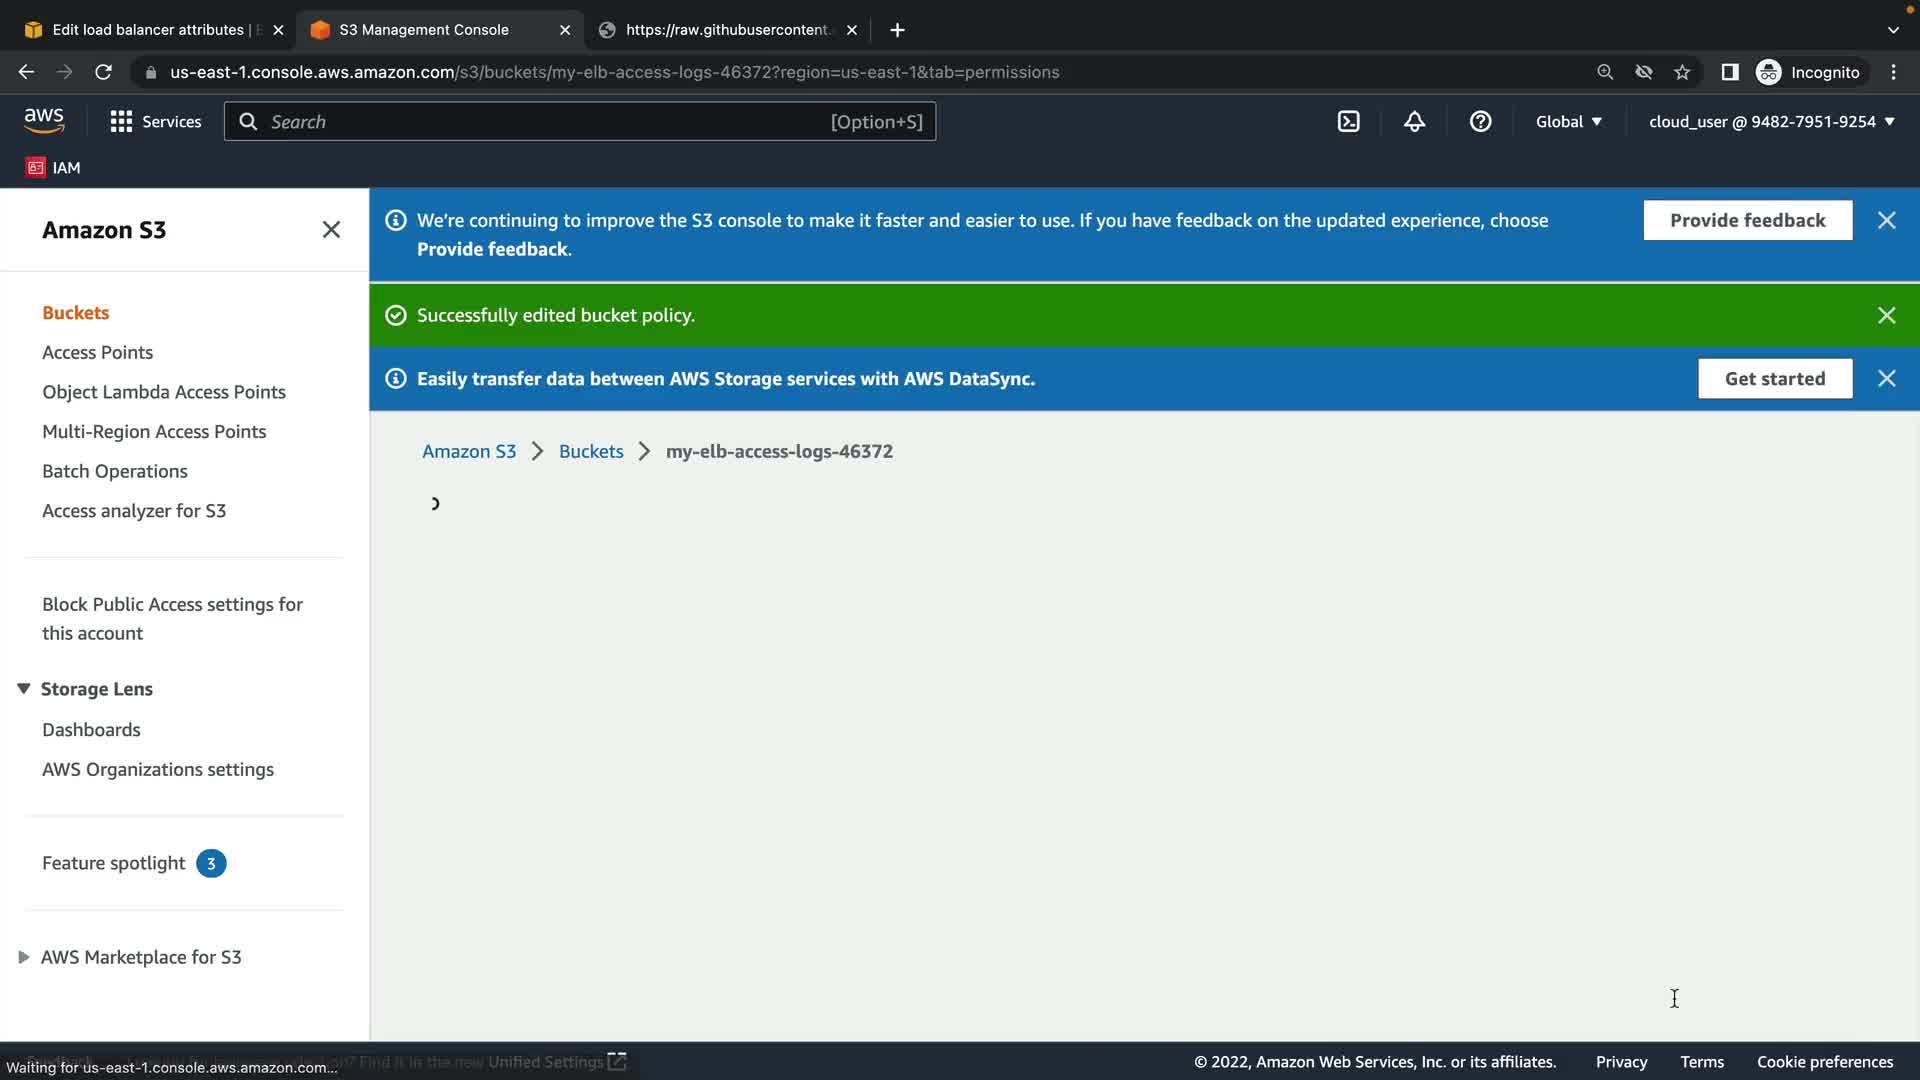 Edit load balancer attributes |
S3 Management Console
https://raw.githubusercontent.
us-east-1.console.aws.amazon.com/s3/buckets/my-elb-access-logs-46372?region=us-east-1&tab=permissions
Incognito
aws
Services
Search
[Option+S]
Global
cloud_user @ 9482-7951-9254
IAM
Amazon S3
We're continuing to improve the S3 console to make it faster and easier to use. If you have feedback on the updated experience, choose
Provide feedback.
Provide feedback
Successfully edited bucket policy.
Easily transfer data between AWS Storage services with AWS DataSync.
Get started
Buckets
Access Points
Object Lambda Access Points
Multi-Region Access Points
Batch Operations
Access analyzer for S3
Block Public Access settings for
this account
Storage Lens
Dashboards
AWS Organizations settings
Feature spotlight 3
AWS Marketplace for S3
Amazon S3 > Buckets > my-elb-access-logs-46372
Waiting for us-east-1.console.aws.amazon.com...
Find it in the new Unified Settings
© 2022, Amazon Web Services, Inc. or its affiliates.
Privacy
Terms
Cookie preferences